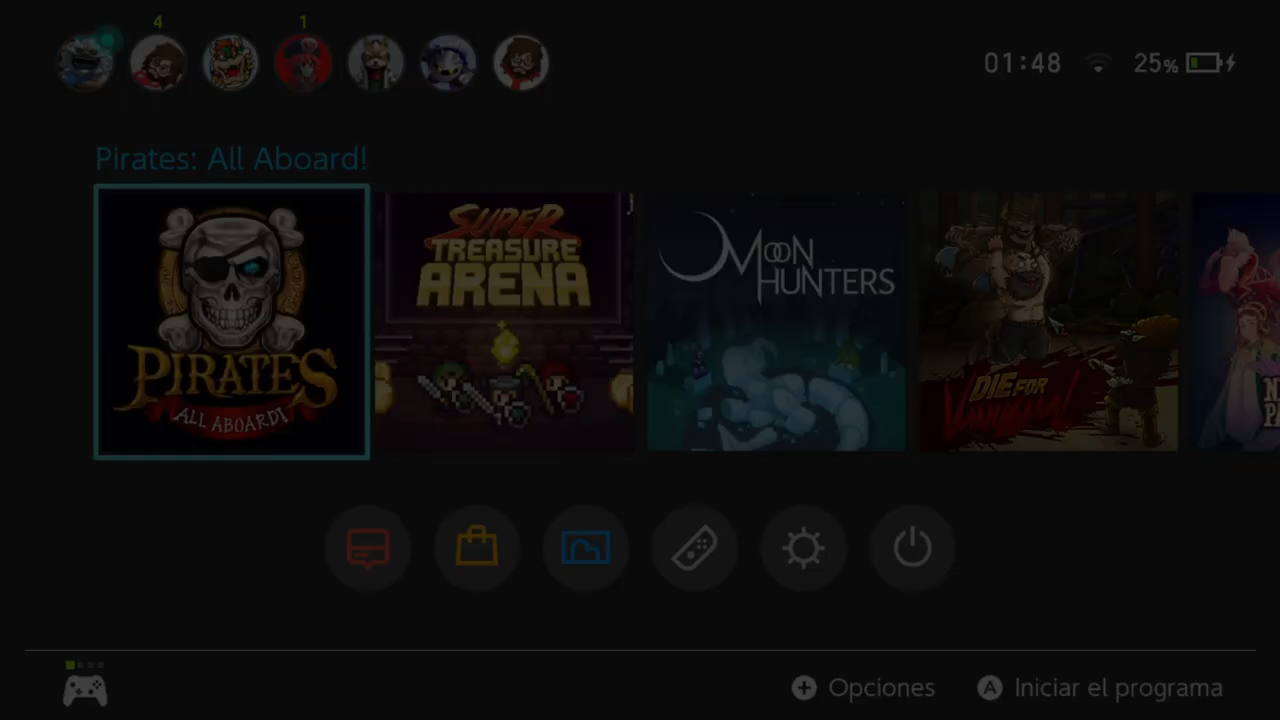 4 1
01:48 25%
Pirates: All Aboard!
PIRATES
ALL ABOARD!
SUPER
TREASURE
ARENA
MOON
HUNTERS
DIE FOR
Opciones
Iniciar el programa